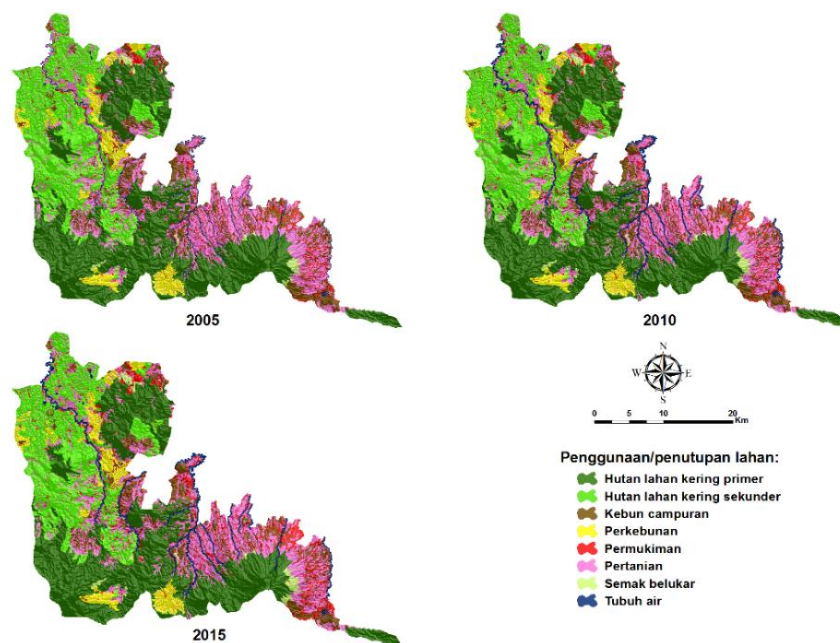 2005
2010
2015
N
W E
S
0 5 10 20
Km
Penggunaan/penutupan lahan:
Hutan lahan kering primer
Hutan lahan kering sekunder
Kebun campuran
Perkebunan
Permukiman
Pertanian
Semak belukar
Tubuh air